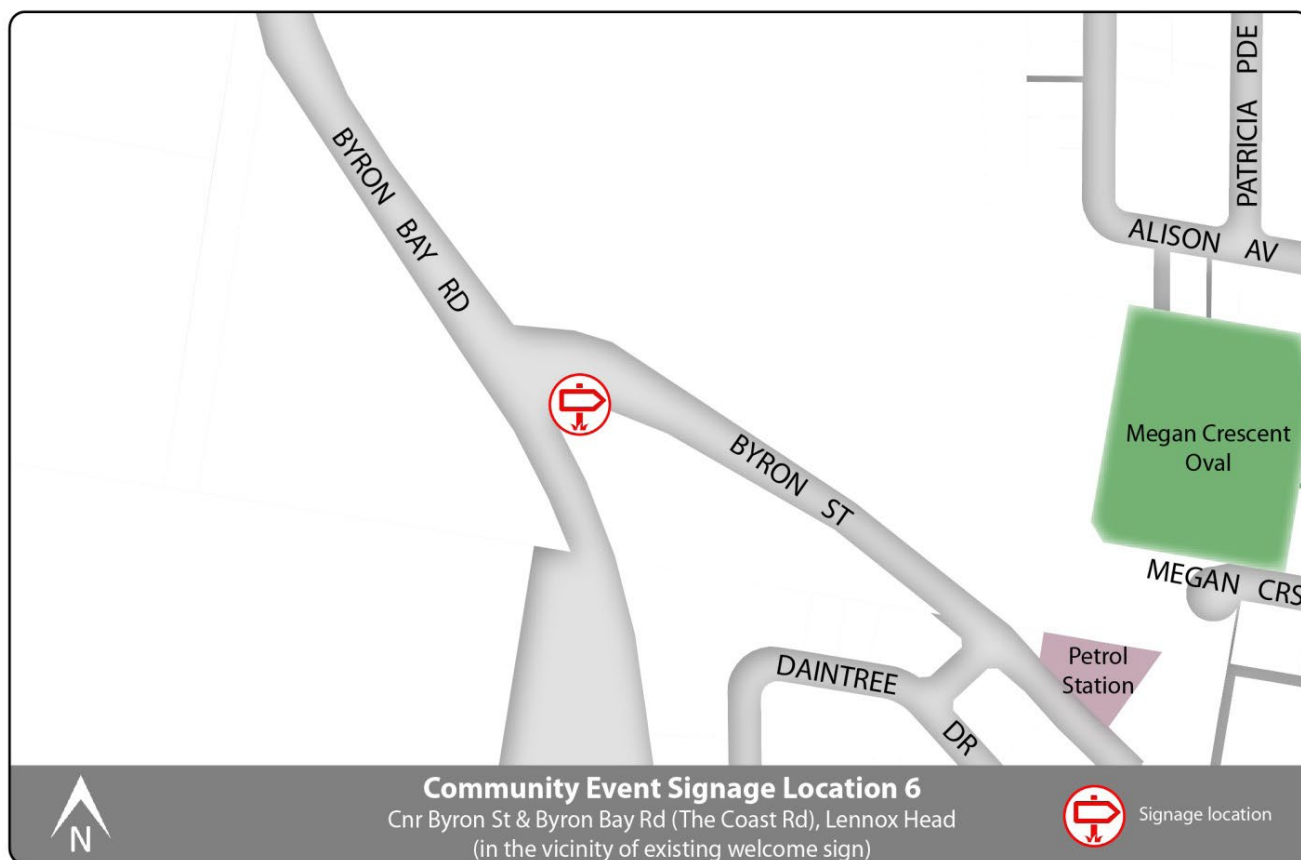 PATRICIA PDE
BYRON BAY RD
ALISON AV
Megan Crescent
Oval
BYRON ST
MEGAN CRS
Petrol
Station
DAINTREE
DR
Community Event Signage Location 6
Cnr Byron St & Byron Bay Rd (The Coast Rd), Lennox Head
(in the vicinity of existing welcome sign)
N
Signage location